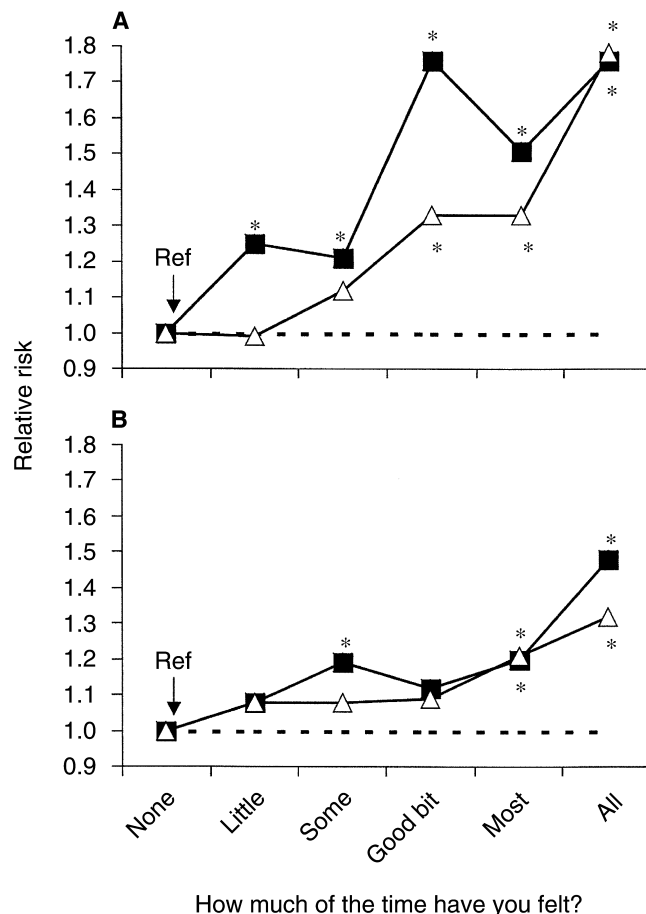 A
1.8
1.7
1.6
1.5
1.4
1.3
1.2
1.1
1.0
0.9
* * * * * * * * *
Ref
Relative risk
B
1.8
1.7
1.6
1.5
1.4
1.3
1.2
1.1
1.0
0.9
* * * * *
Ref
None Little Some Good bit Most All
How much of the time have you felt?